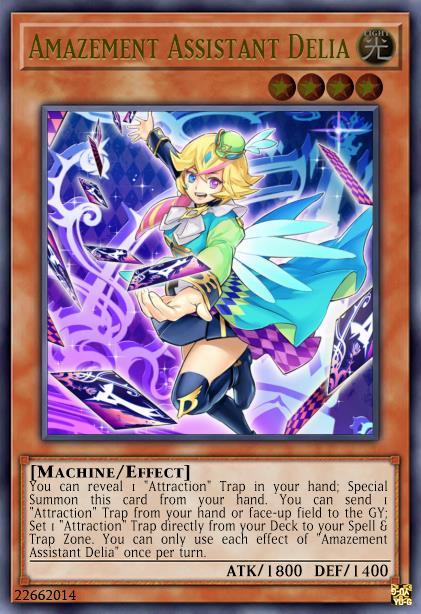 AMAZEMENT ASSISTANT DELIA
LIGHT
光
[MACHINE/EFFECT]
You can reveal 1 "Attraction" Trap in your hand; Special
Summon this card from your hand. You can send 1
"Attraction" Trap from your hand or face-up field to the GY;
Set 1 "Attraction" Trap directly from your Deck to your Spell &
Trap Zone. You can only use each effect of "Amazement
Assistant Delia" once per turn.
ATK/1800 DEF/1400
22662014